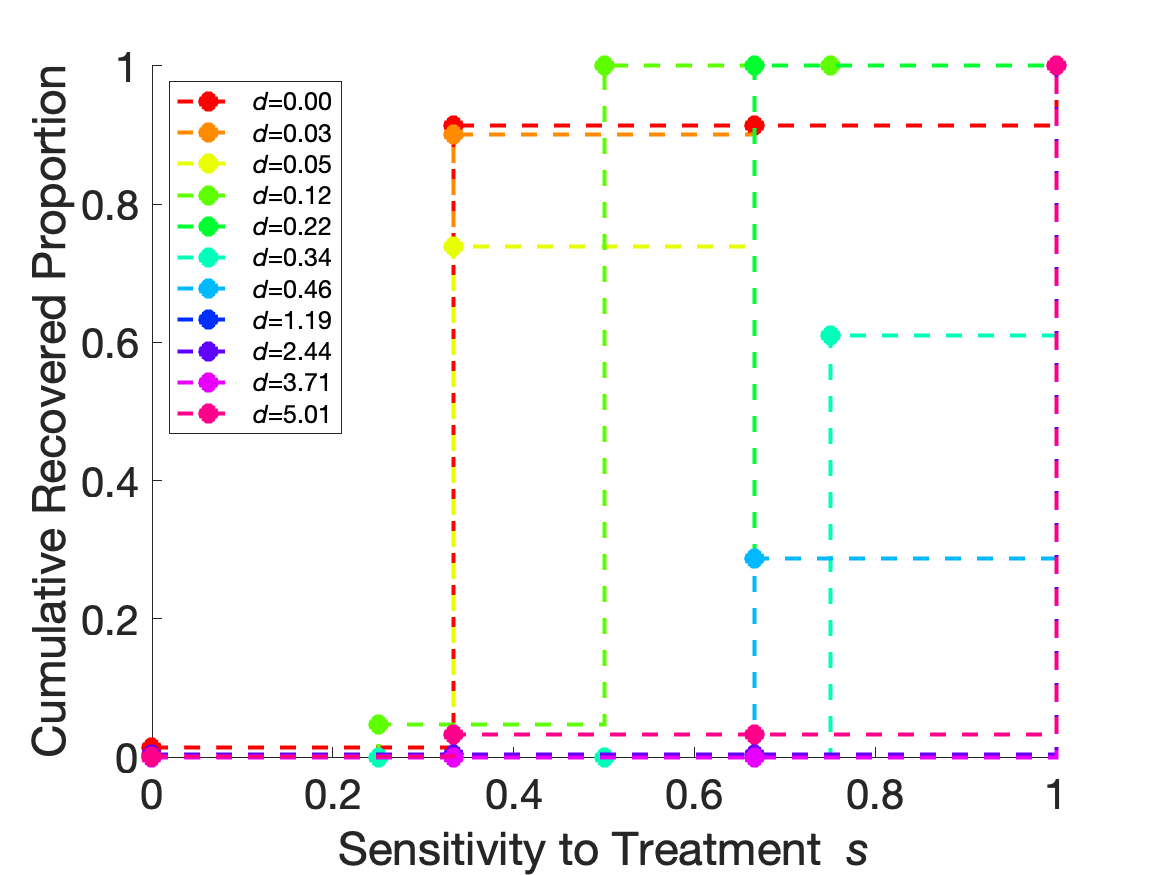 Cumulative Recovered Proportion
1
0.8
0.6
0.4
0.2
0
d=0.00
d=0.03
d=0.05
d=0.12
d=0.22
d=0.34
d=0.46
d=1.19
d=2.44
d=3.71
d=5.01
0 0.2 0.4 0.6 0.8 1
Sensitivity to Treatment s